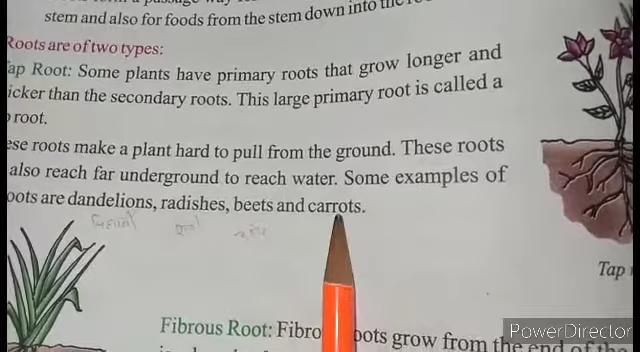 stem and also for foods from the stem down into the
Roots are of two types:
ap Root: Some plants have primary roots that grow longer and
icker than the secondary roots. This large primary root is called a
root.
ese roots make a plant hard to pull from the ground. These roots
also reach far underground to reach water. Some examples of
oots are dandelions, radishes, beets and carrots.
Tap
Fibrous Root: Fibro oots grow from the end of the
PowerDirector